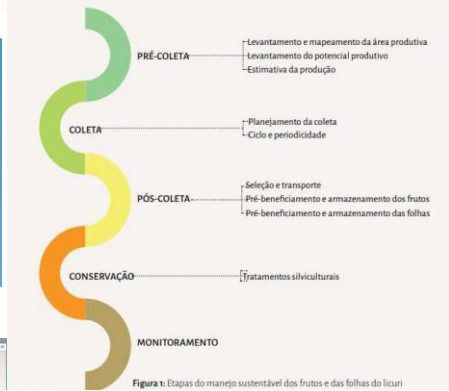 PRÉ-COLETA
Levantamento e mapeamento da área produtiva
Levantamento do potencial produtivo
Estimativa da produção
COLETA
Planejamento da coleta
Ciclo e periodicidade
PÓS-COLETA
Seleção e transporte
Pré-beneficiamento e armazenamento dos frutos
Pré-beneficiamento e armazenamento das folhas
CONSERVAÇÃO
Tratamentos silviculturais
MONITORAMENTO
Figura 1: Etapas do manejo sustentável dos frutos e das folhas do licuri